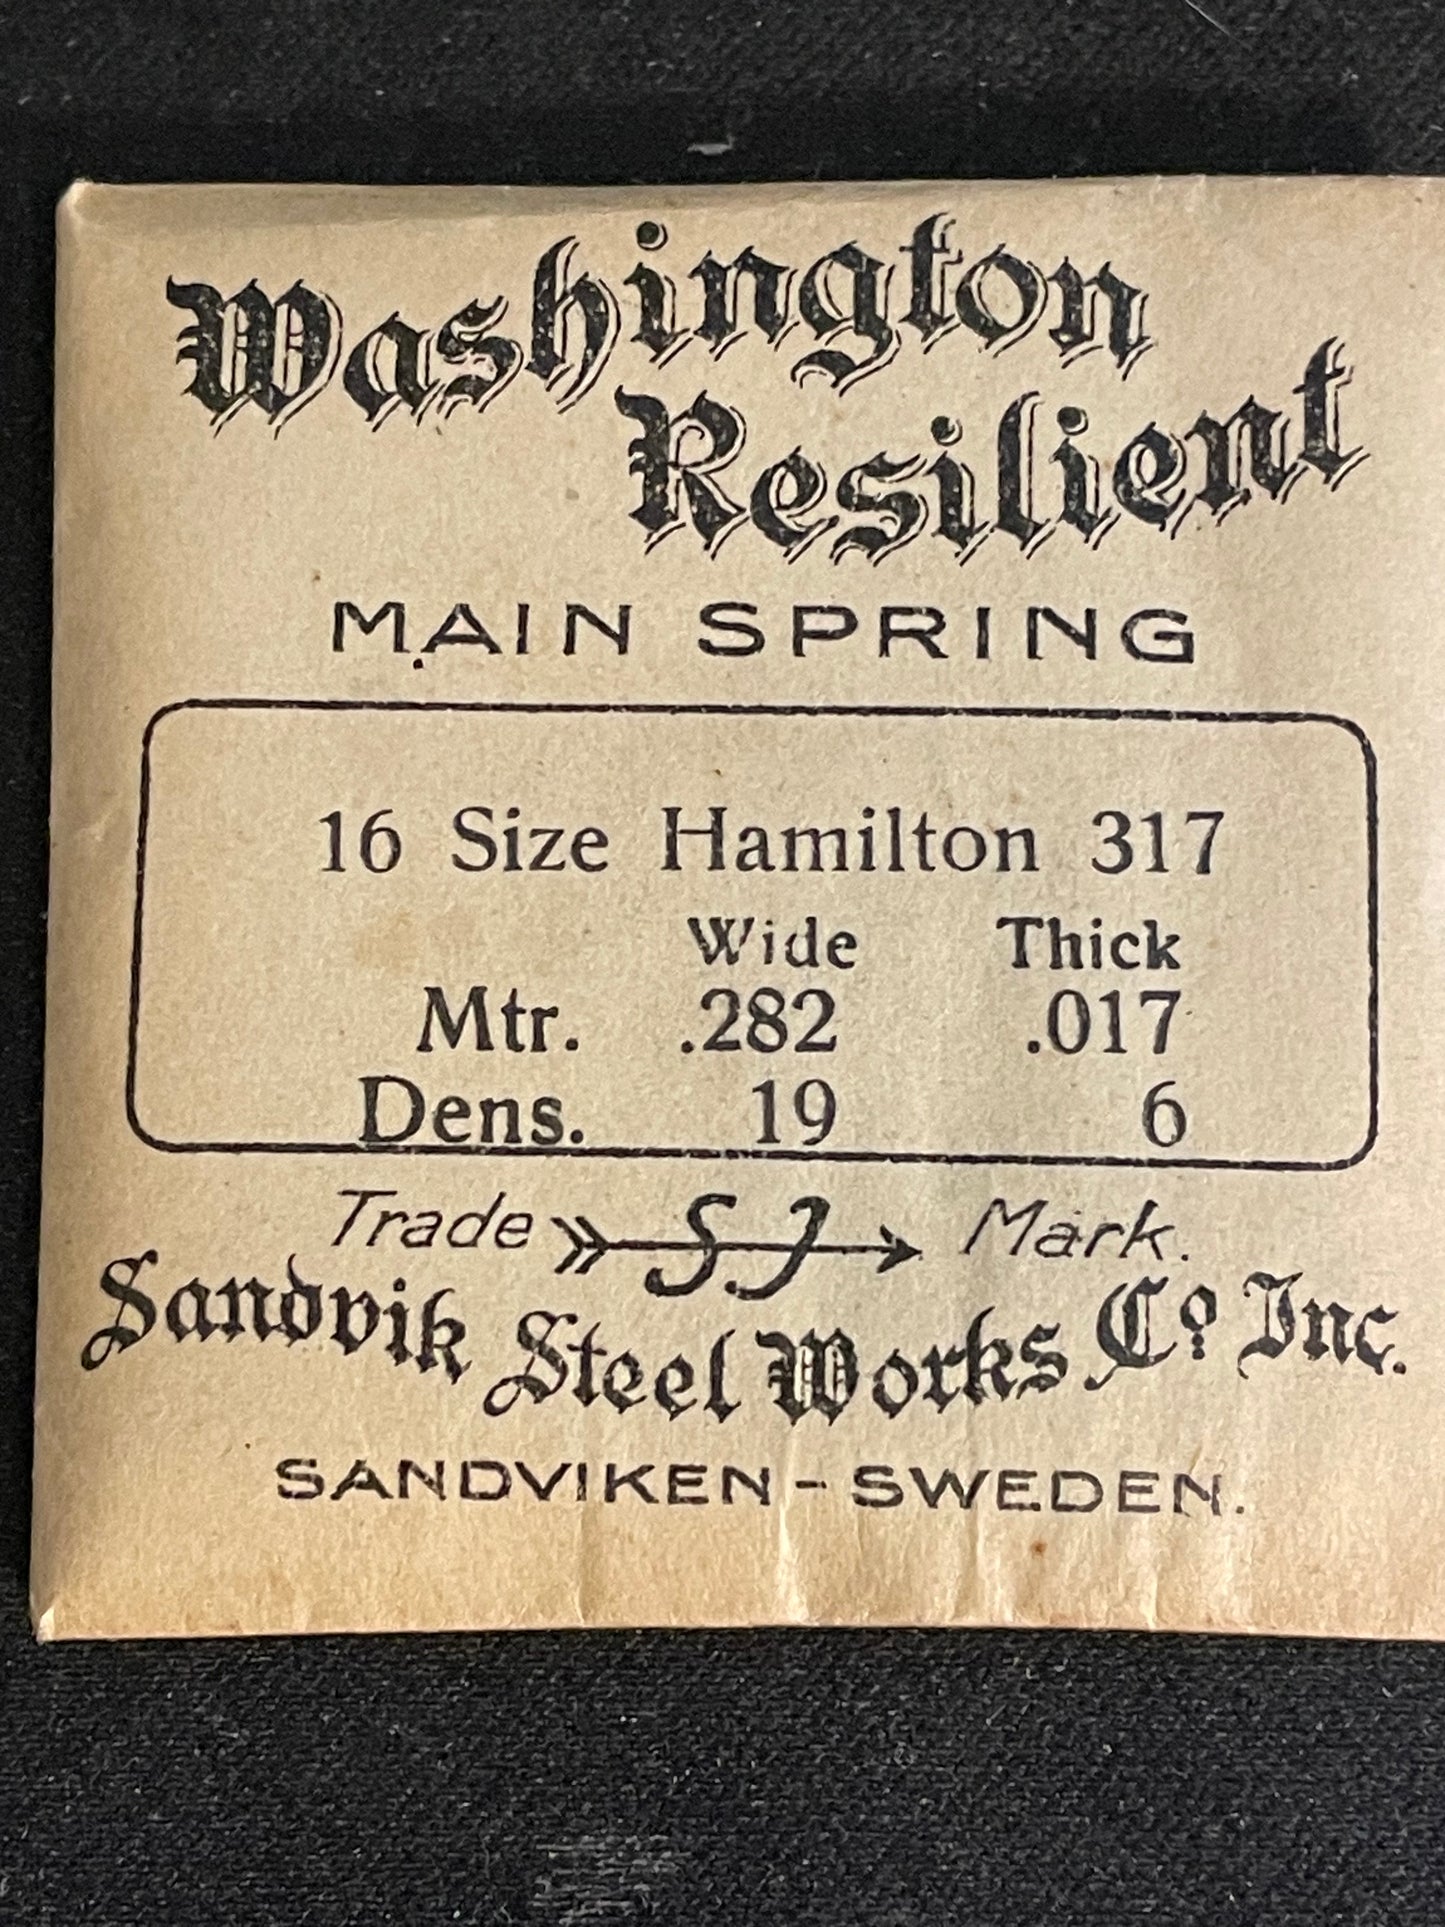 Washington
Resilient
MAIN SPRING
16 Size Hamilton 317
Wide Thick
Mtr. .282 .017
Dens. 19 6
Trade S.J Mark.
Sandvik Steel Works Co Inc.
SANDVIKEN - SWEDEN.